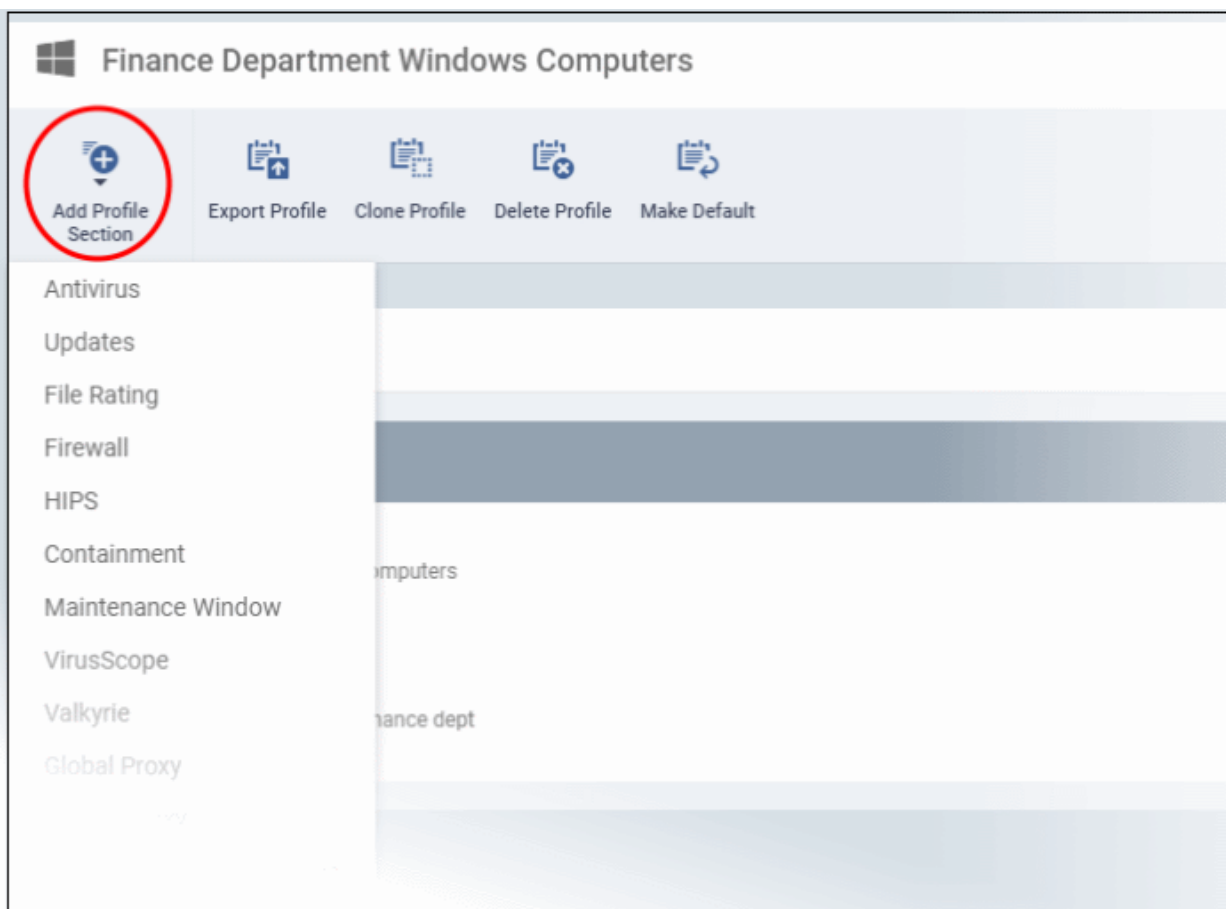 Finance Department Windows Computers
Add Profile
Section
Export Profile
Clone Profile
Delete Profile
Make Default
Antivirus
Updates
File Rating
Firewall
HIPS
Containment
omputers
Maintenance Window
VirusScope
Valkyrie
nance dept
Global Proxy